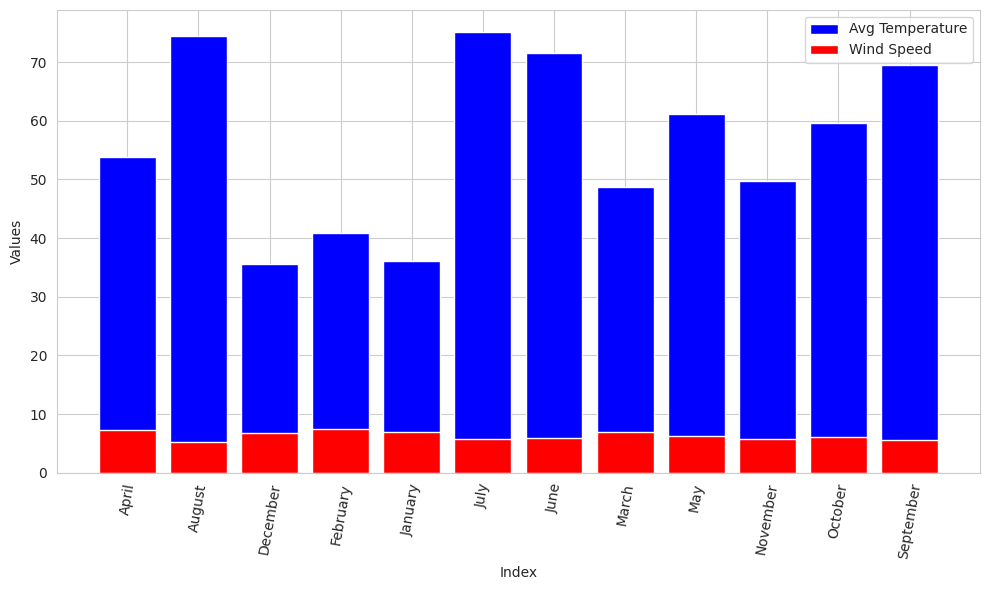 Avg Temperature
Wind Speed
Values
70
60
50
40
30
20
10
0
April
August
December
February
January
July
June
March
May
November
October
September
Index